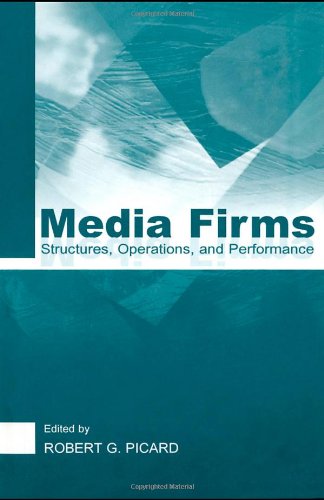 Media Firms
Structures, Operations, and Performance
Edited by
ROBERT G. PICARD